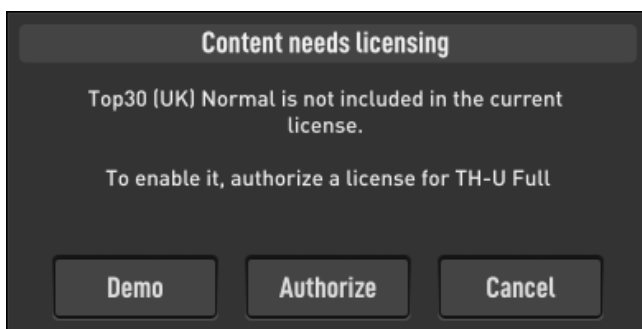 Content needs licensing
Top30 (UK) Normal is not included in the current
license.
To enable it, authorize a license for TH-U Full
Demo
Authorize
Cancel